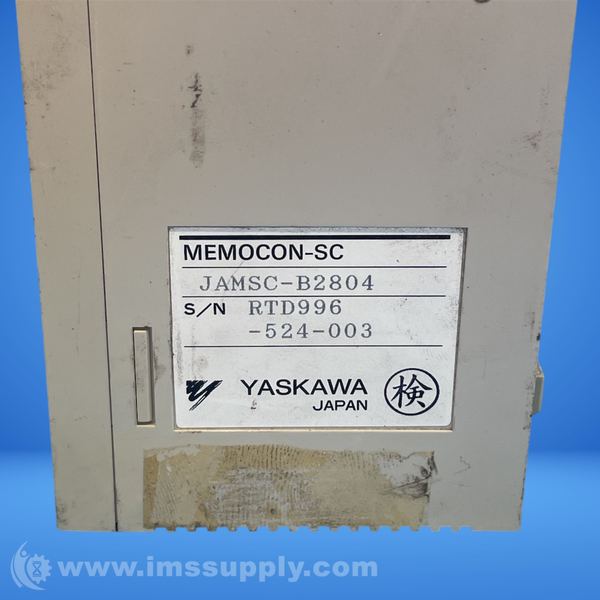 MEMOCON-SC
JAMSC-B2804
S/N RTD996
-524-003
YASKAWA
JAPAN
検
www.imssupply.com